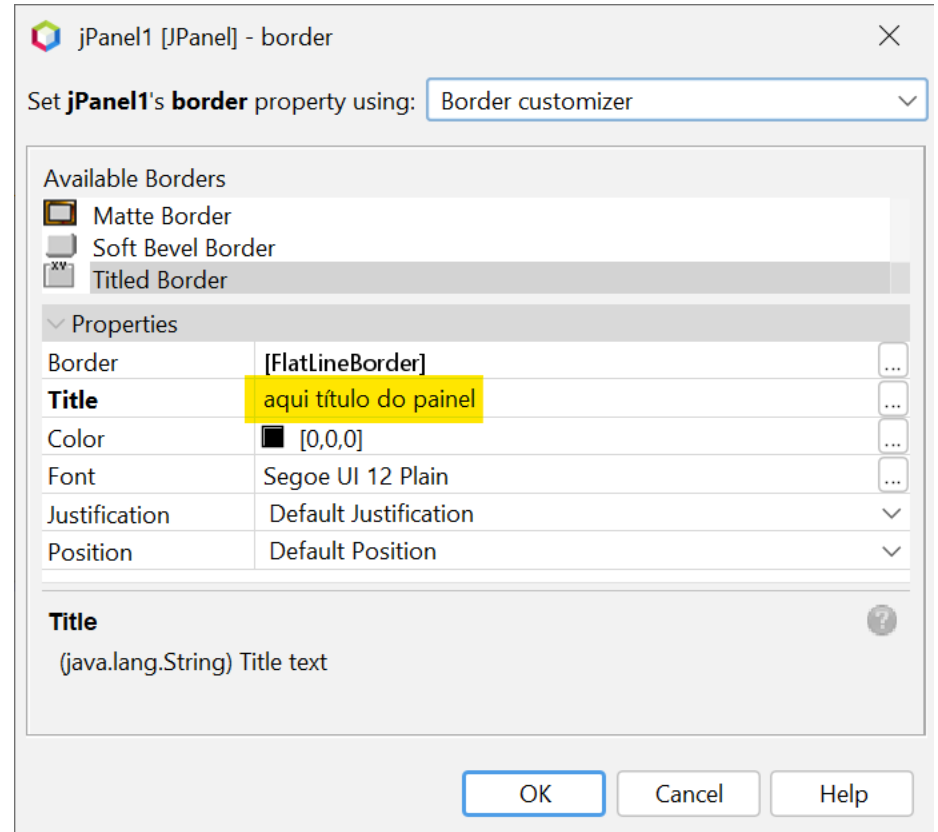 jPanel1 [JPanel] - border
Set jPanel1's border property using: Border customizer
Available Borders
Matte Border
Soft Bevel Border
XY Titled Border
Properties
Border [FlatLineBorder] ...
Title aqui título do painel ...
Color [0,0,0] ...
Font Segoe UI 12 Plain ...
Justification Default Justification
Position Default Position
Title ?
(java.lang.String) Title text
OK Cancel Help